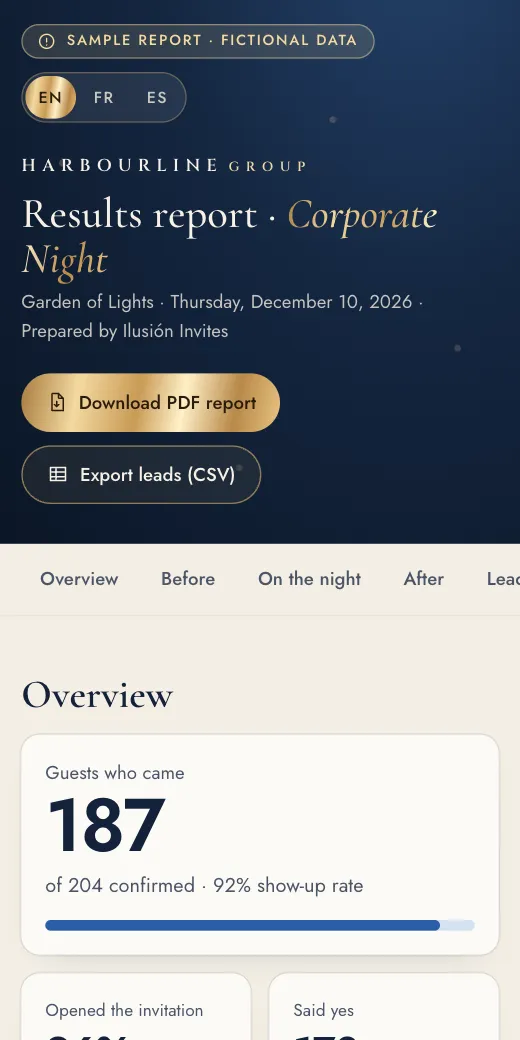 SAMPLE REPORT · FICTIONAL DATA
EN FR ES
HARBOURLINE GROUP
Results report · Corporate
Night
Garden of Lights · Thursday, December 10, 2026 ·
Prepared by Ilusión Invites
Download PDF report
Export leads (CSV)
Overview Before On the night After
Overview
Guests who came
187
of 204 confirmed · 92% show-up rate
Opened the invitation Said yes